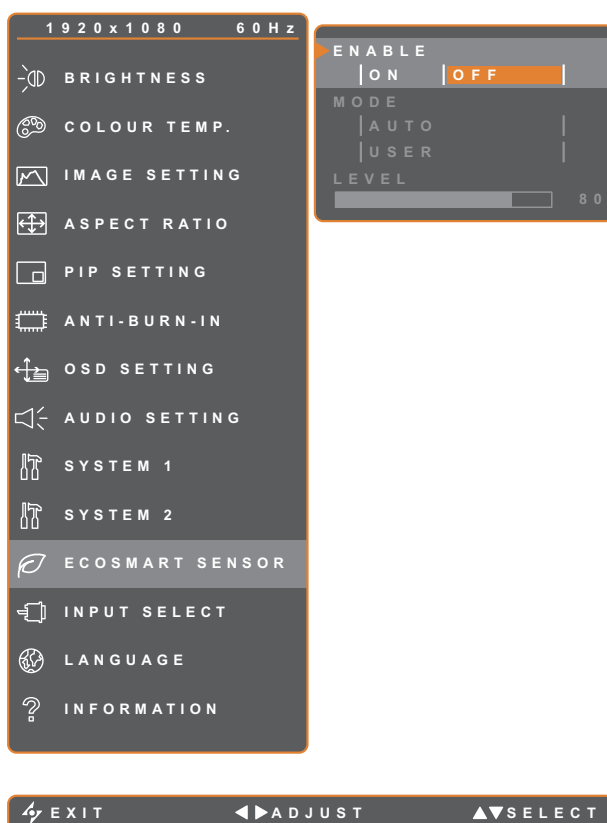 1920x1080 60Hz
BRIGHTNESS
COLOUR TEMP.
IMAGE SETTING
ASPECT RATIO
PIP SETTING
ANTI-BURN-IN
OSD SETTING
AUDIO SETTING
SYSTEM 1
SYSTEM 2
ECOSMART SENSOR
INPUT SELECT
LANGUAGE
INFORMATION
ENABLE
ON OFF
MODE
AUTO
USER
LEVEL
80
EXIT ADJUST SELECT